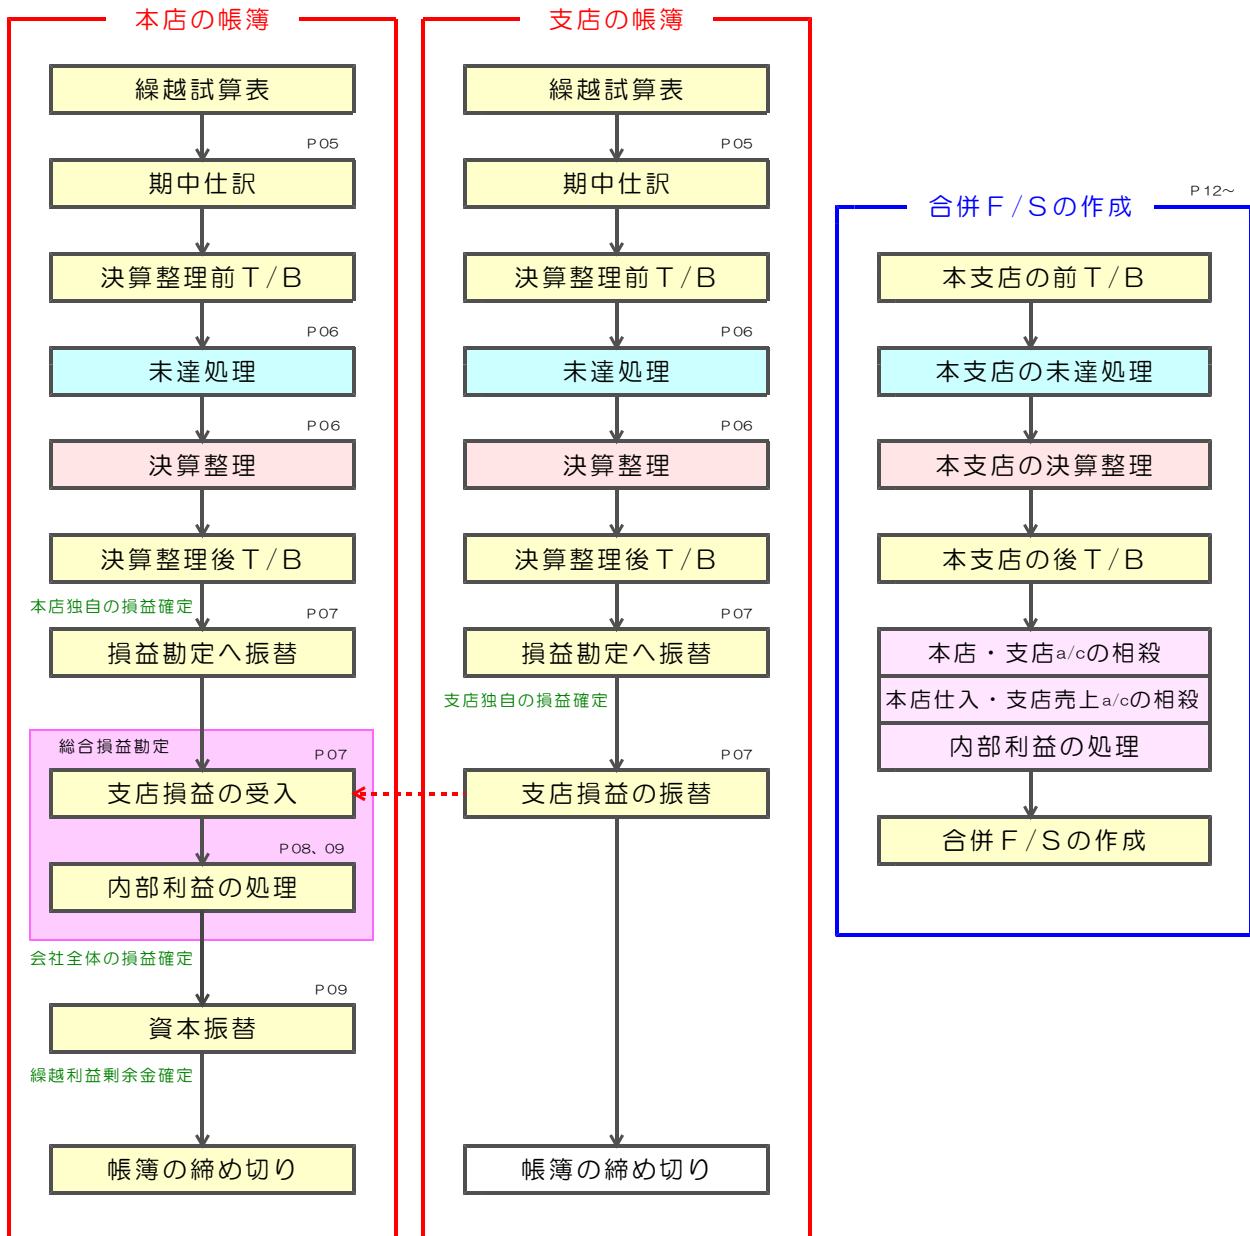 本店の帳簿
繰越試算表
P05
期中仕訳
決算整理前T/B
P06
未達処理
P06
決算整理
決算整理後T/B
本店独自の損益確定
P07
損益勘定へ振替
総合損益勘定
P07
支店損益の受入
P08、09
内部利益の処理
会社全体の損益確定
P09
資本振替
繰越利益剰余金確定
帳簿の締め切り
支店の帳簿
繰越試算表
P05
期中仕訳
決算整理前T/B
P06
未達処理
P06
決算整理
決算整理後T/B
P07
損益勘定へ振替
支店独自の損益確定
P07
支店損益の振替
帳簿の締め切り
P12~
合併F/Sの作成
本支店の前T/B
本支店の未達処理
本支店の決算整理
本支店の後T/B
本店・支店a/cの相殺
本店仕入・支店売上a/cの相殺
内部利益の処理
合併F/Sの作成